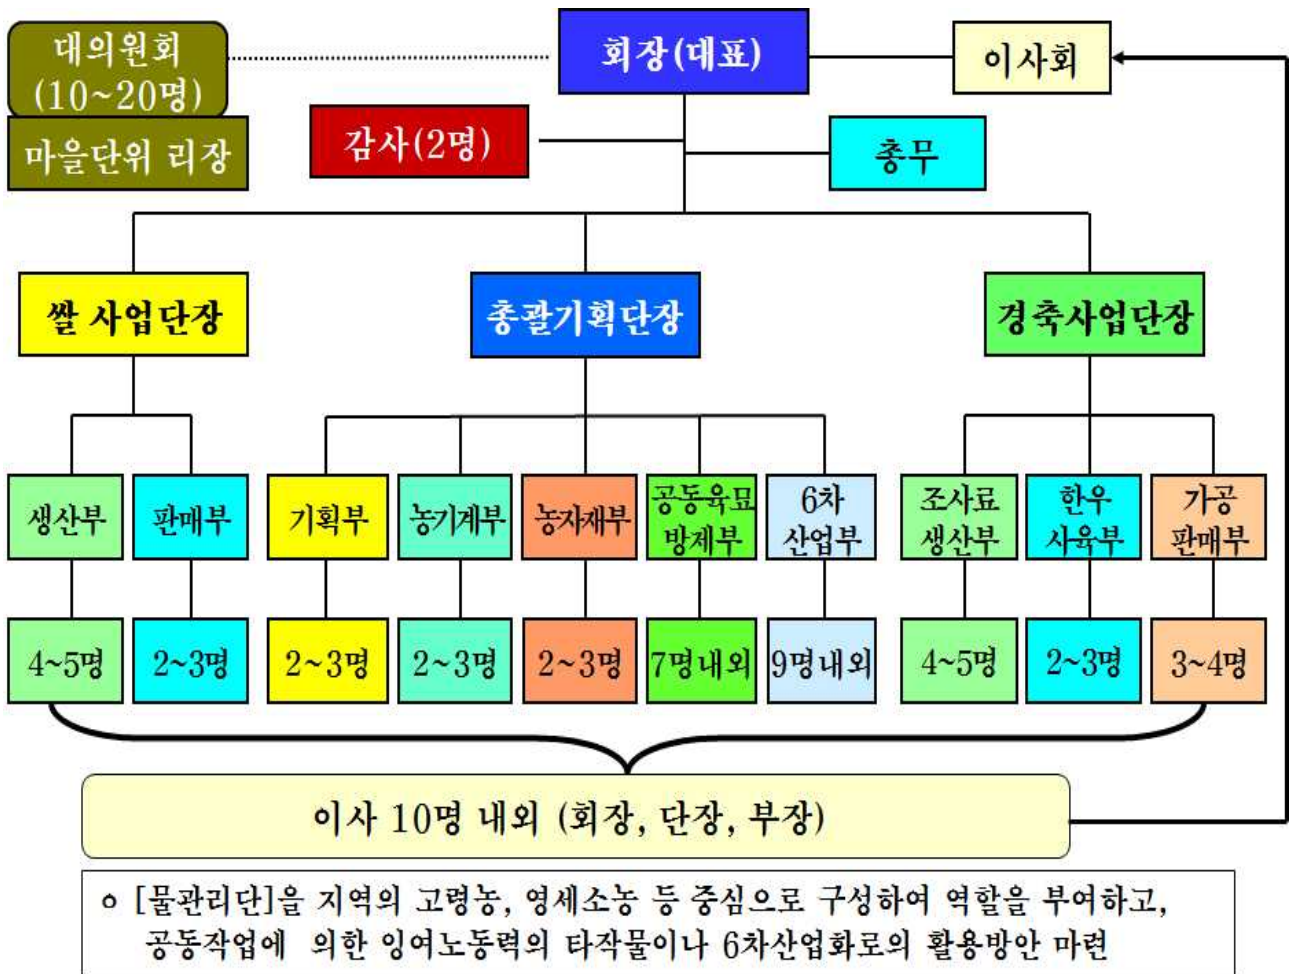 대의원회
(10~20명)
회장(대표)
이사회
마을단위 리장
감사(2명)
총무
쌀 사업단장
총괄기획단장
경축사업단장
생산부
판매부
기획부
농기계부
농자재부
공동육묘
방제부
6차
산업부
조사료
생산부
한우
사육부
가공
판매부
4~5명
2~3명
2~3명
2~3명
2~3명
7명내외
9명내외
4~5명
2~3명
3~4명
이사 10명 내외 (회장, 단장, 부장)
o [물관리단]을 지역의 고령농, 영세소농 등 중심으로 구성하여 역할을 부여하고,
공동작업에 의한 잉여노동력의 타작물이나 6차산업화로의 활용방안 마련